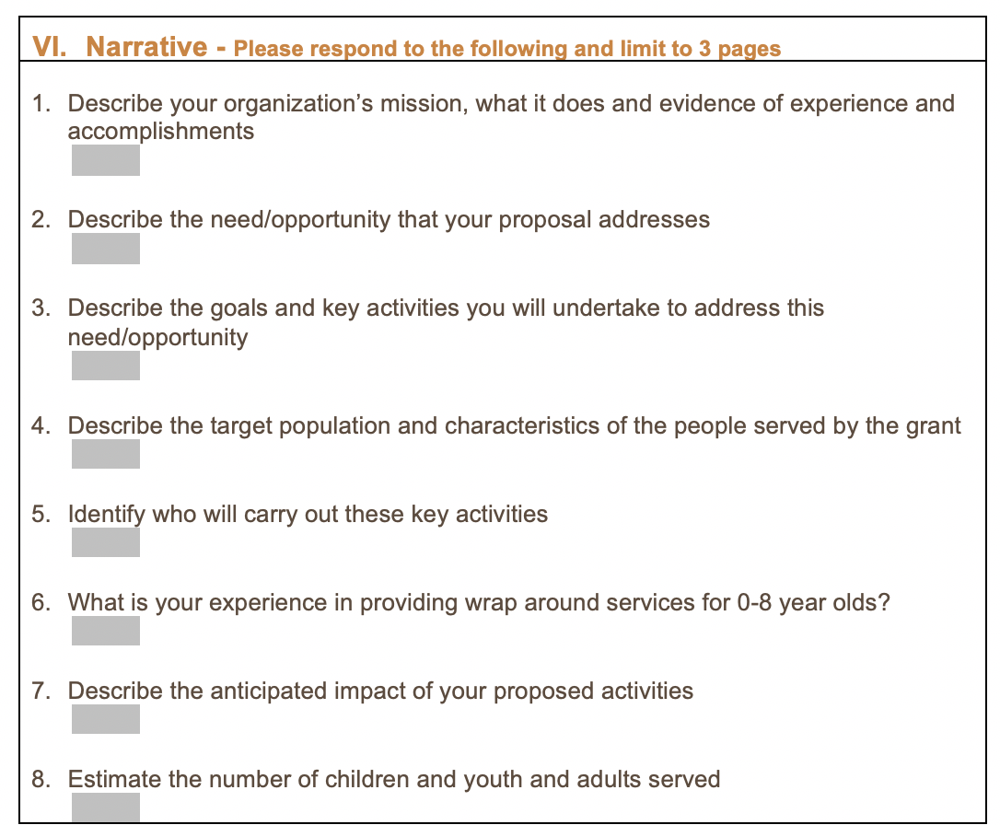 VI. Narrative - Please respond to the following and limit to 3 pages
1. Describe your organization’s mission, what it does and evidence of experience and
accomplishments
2. Describe the need/opportunity that your proposal addresses
3. Describe the goals and key activities you will undertake to address this
need/opportunity
4. Describe the target population and characteristics of the people served by the grant
5. Identify who will carry out these key activities
6. What is your experience in providing wrap around services for 0-8 year olds?
7. Describe the anticipated impact of your proposed activities
8. Estimate the number of children and youth and adults served